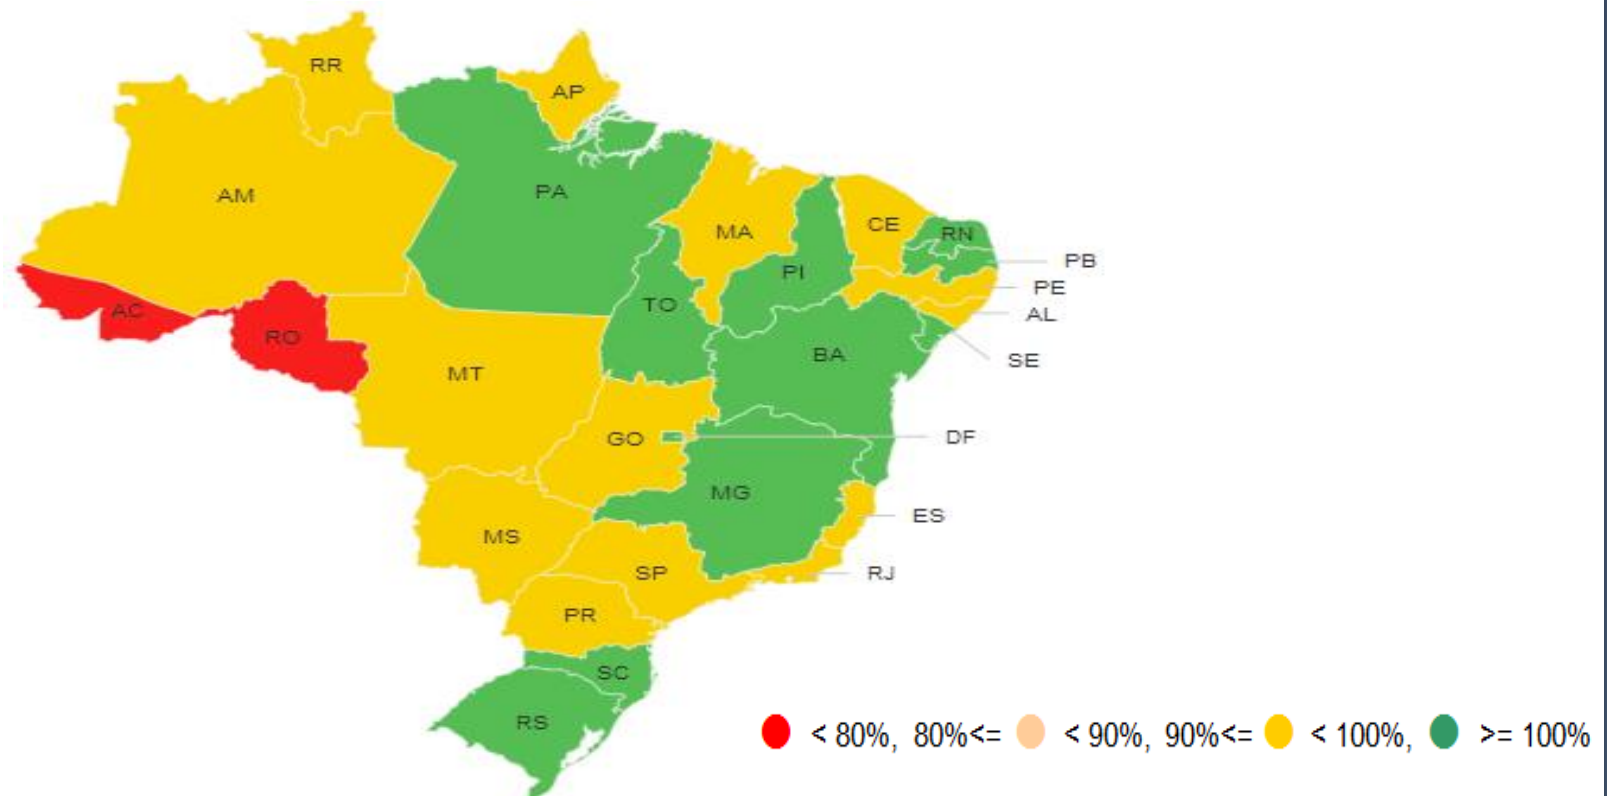 RR
AP
AM
PA
MA
CE
RN
PB
PI
PE
TO
AL
AC
RO
SE
BA
MT
GO
DF
MG
ES
MS
SP
RJ
PR
SC
RS
< 80%, 80%<= < 90%, 90%<= < 100%, >= 100%